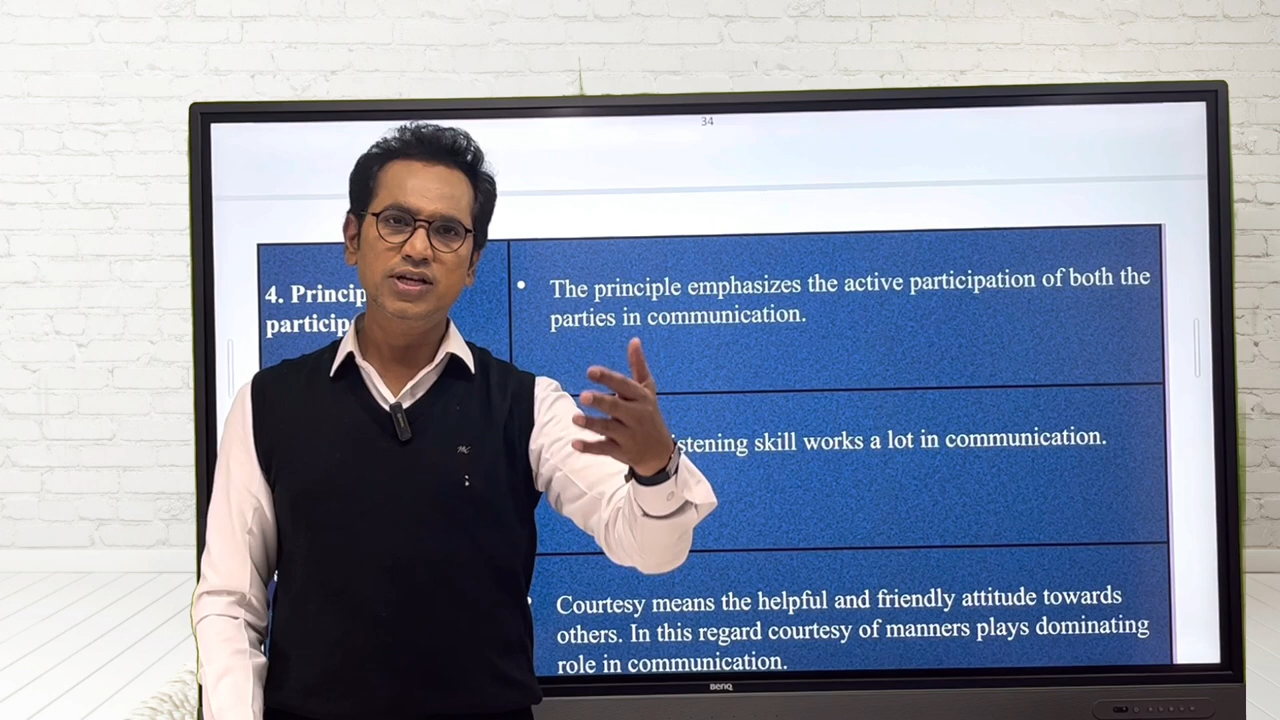 34
4. Princip
particip
• The principle emphasizes the active participation of both the
parties in communication.
stening skill works a lot in communication.
Courtesy means the helpful and friendly attitude towards
others. In this regard courtesy of manners plays dominating
role in communication.
BenQ